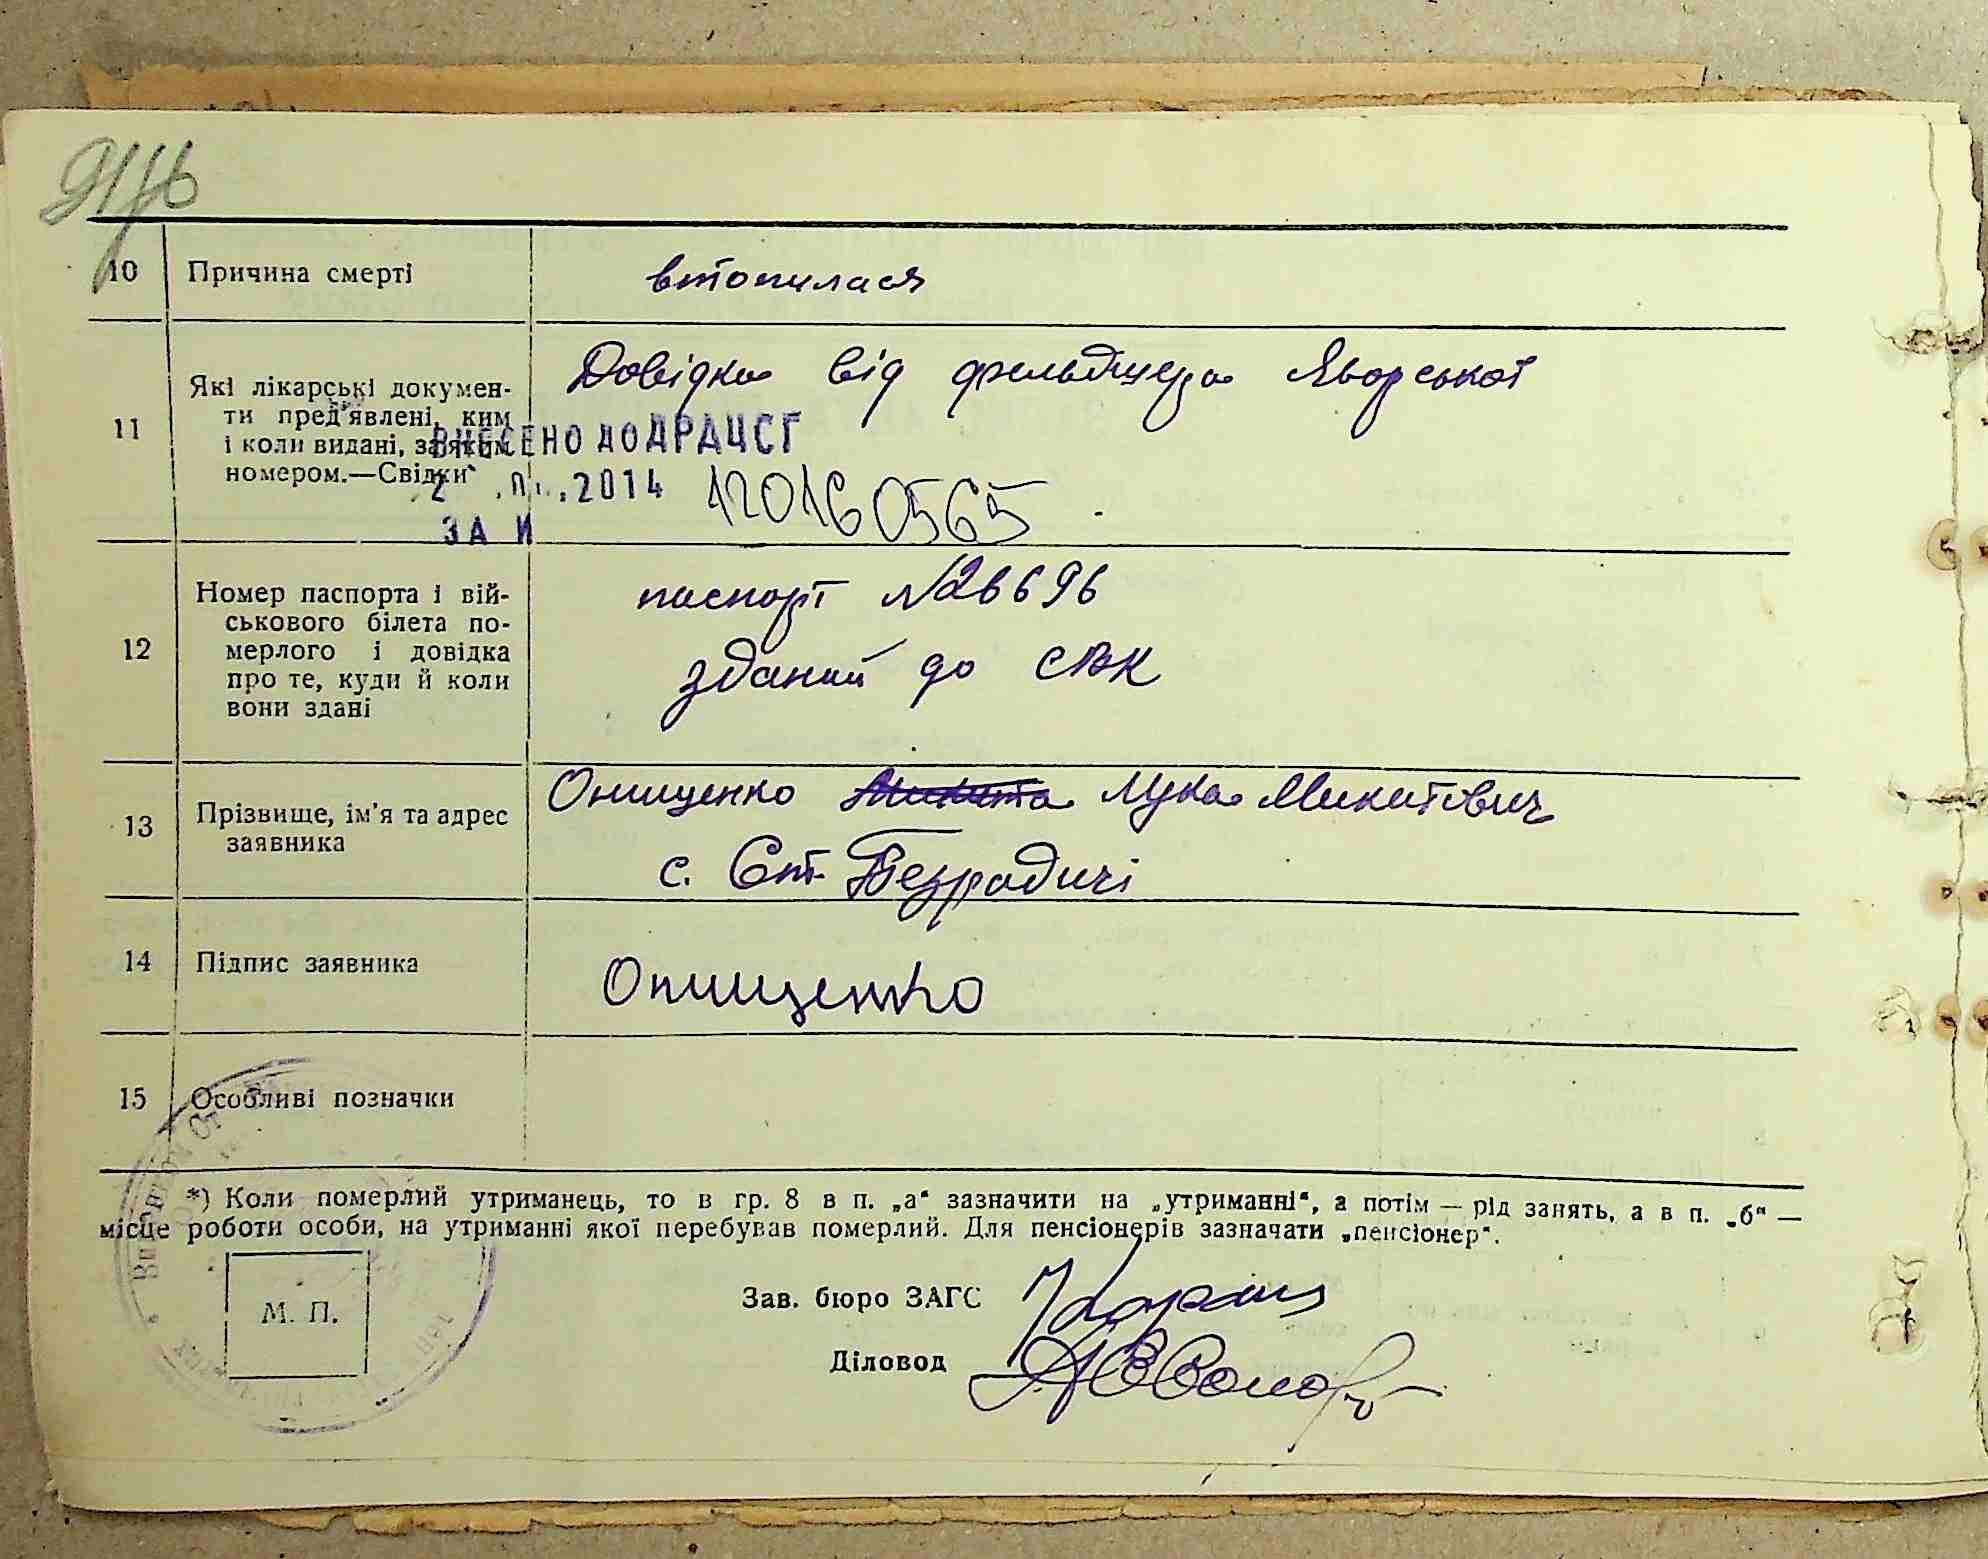 10 Причина смерті втопилася
Довідка від фельдшера Яворської
11 Які лікарські докумен-
ти пред'явлені, ким
і коли видані, за яким
номером.—Свідки
ВНЕСЕНО ДО ДРАЦСГ
2014 12016 0565
ЗА И
12 Номер паспорта і вій-
ськового білета по-
мерлого і довідка
про те, куди й коли
вони здані
паспорт №26696
зданий до
13 Прізвище, ім'я та адрес
заявника
Онищенко Микита Лука Микитович
с. Ст. Безрадичі
14 Підпис заявника Онищенко
15 Особливі позначки
*) Коли померлий утриманець, то в гр. 8 в п. „а“ зазначити на „утриманні“, а потім — рід занять, а в п. „б“ —
місце роботи особи, на утриманні якої перебував померлий. Для пенсіонерів зазначати „пенсіонер“.
М. П.
Зав. бюро ЗАГС
Діловод